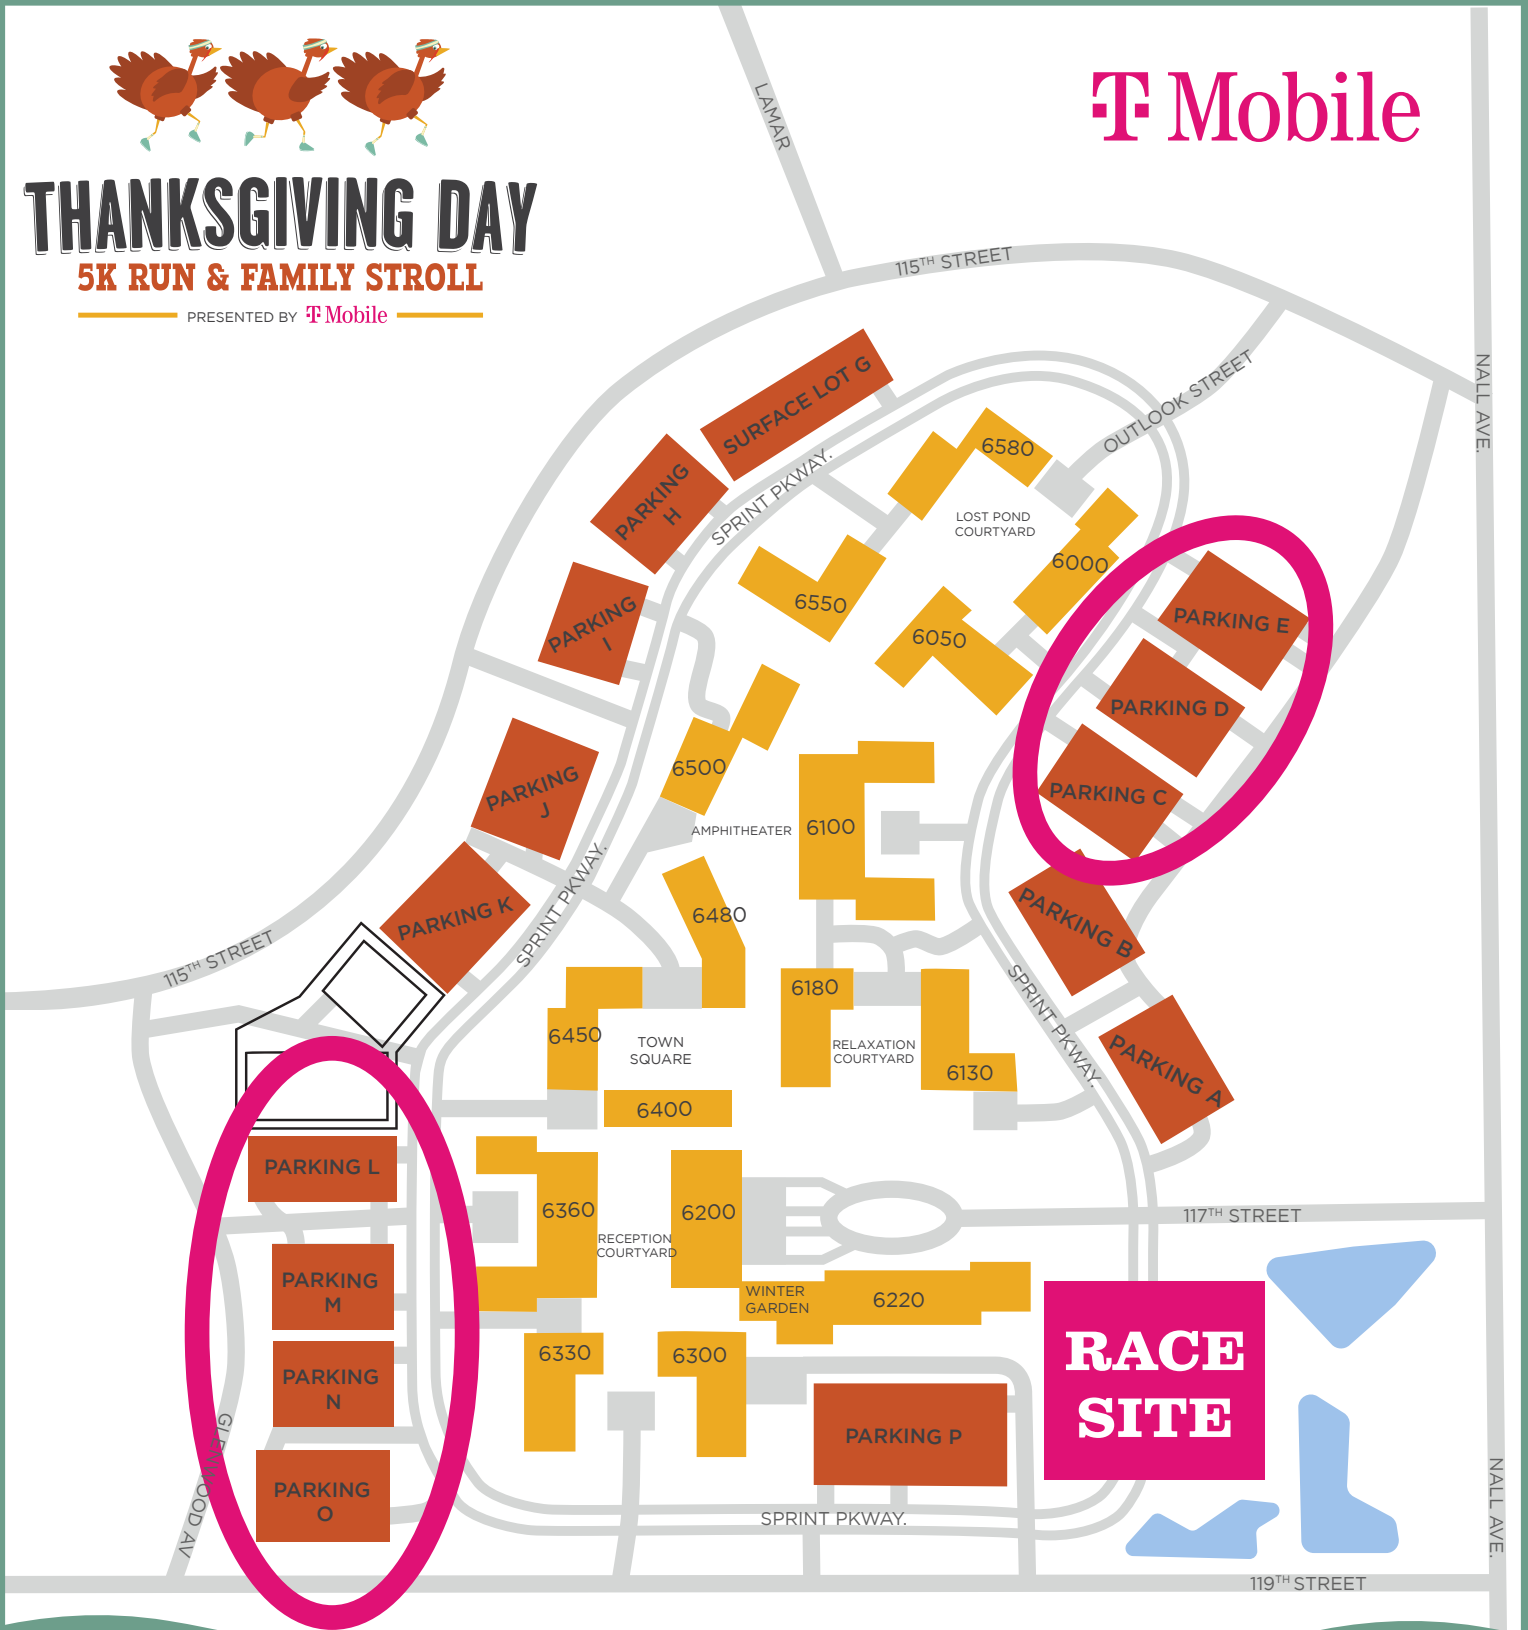 THANKSGIVING DAY
5K RUN & FAMILY STROLL
PRESENTED BY T Mobile
T Mobile
LAMAR
115TH STREET
NALL AVE.
OUTLOOK STREET
SURFACE LOT G
SPRINT PKWAY.
PARKING
H
6580
LOST POND
COURTYARD
6000
6550
PARKING
I
6050
PARKING E
PARKING D
PARKING C
6500
PARKING
J
AMPHITHEATER
6100
PARKING K
SPRINT PKWAY.
6480
PARKING B
115TH STREET
6180
6450
TOWN
SQUARE
RELAXATION
COURTYARD
6130
SPRINT PKWAY.
PARKING A
6400
PARKING L
6360
6200
RECEPTION
COURTYARD
117TH STREET
PARKING
M
WINTER
GARDEN
6220
6330
6300
RACE
SITE
PARKING
N
PARKING P
GLENWOOD AV
PARKING
O
SPRINT PKWAY.
NALL AVE.
119TH STREET